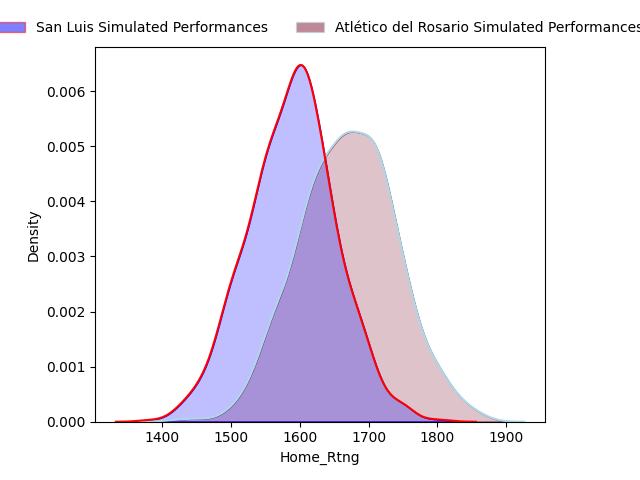 San Luis Simulated Performances Atlético del Rosario Simulated Performances
0.006
0.005
0.004
0.003
0.002
0.001
0.000
Density
1400 1500 1600 1700 1800 1900
Home_Rtng